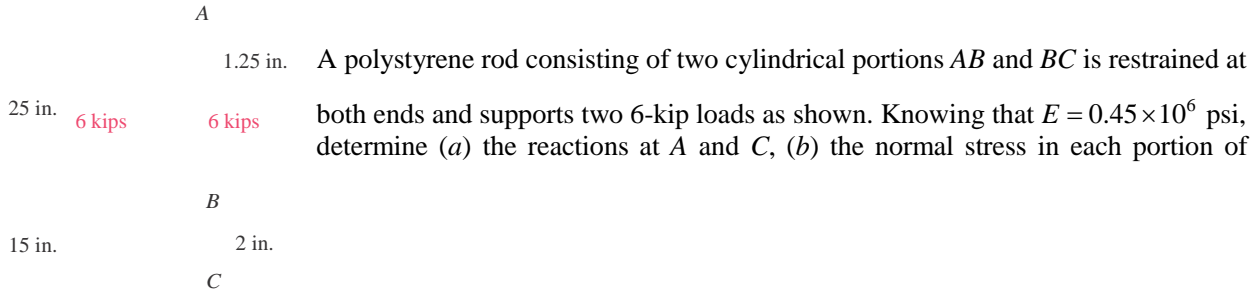 A
1.25 in.
25 in.
6 kips
6 kips
B
15 in.
2 in.
C
A polystyrene rod consisting of two cylindrical portions AB and BC is restrained at
both ends and supports two 6-kip loads as shown. Knowing that E = 0.45×10⁶ psi,
determine (a) the reactions at A and C, (b) the normal stress in each portion of